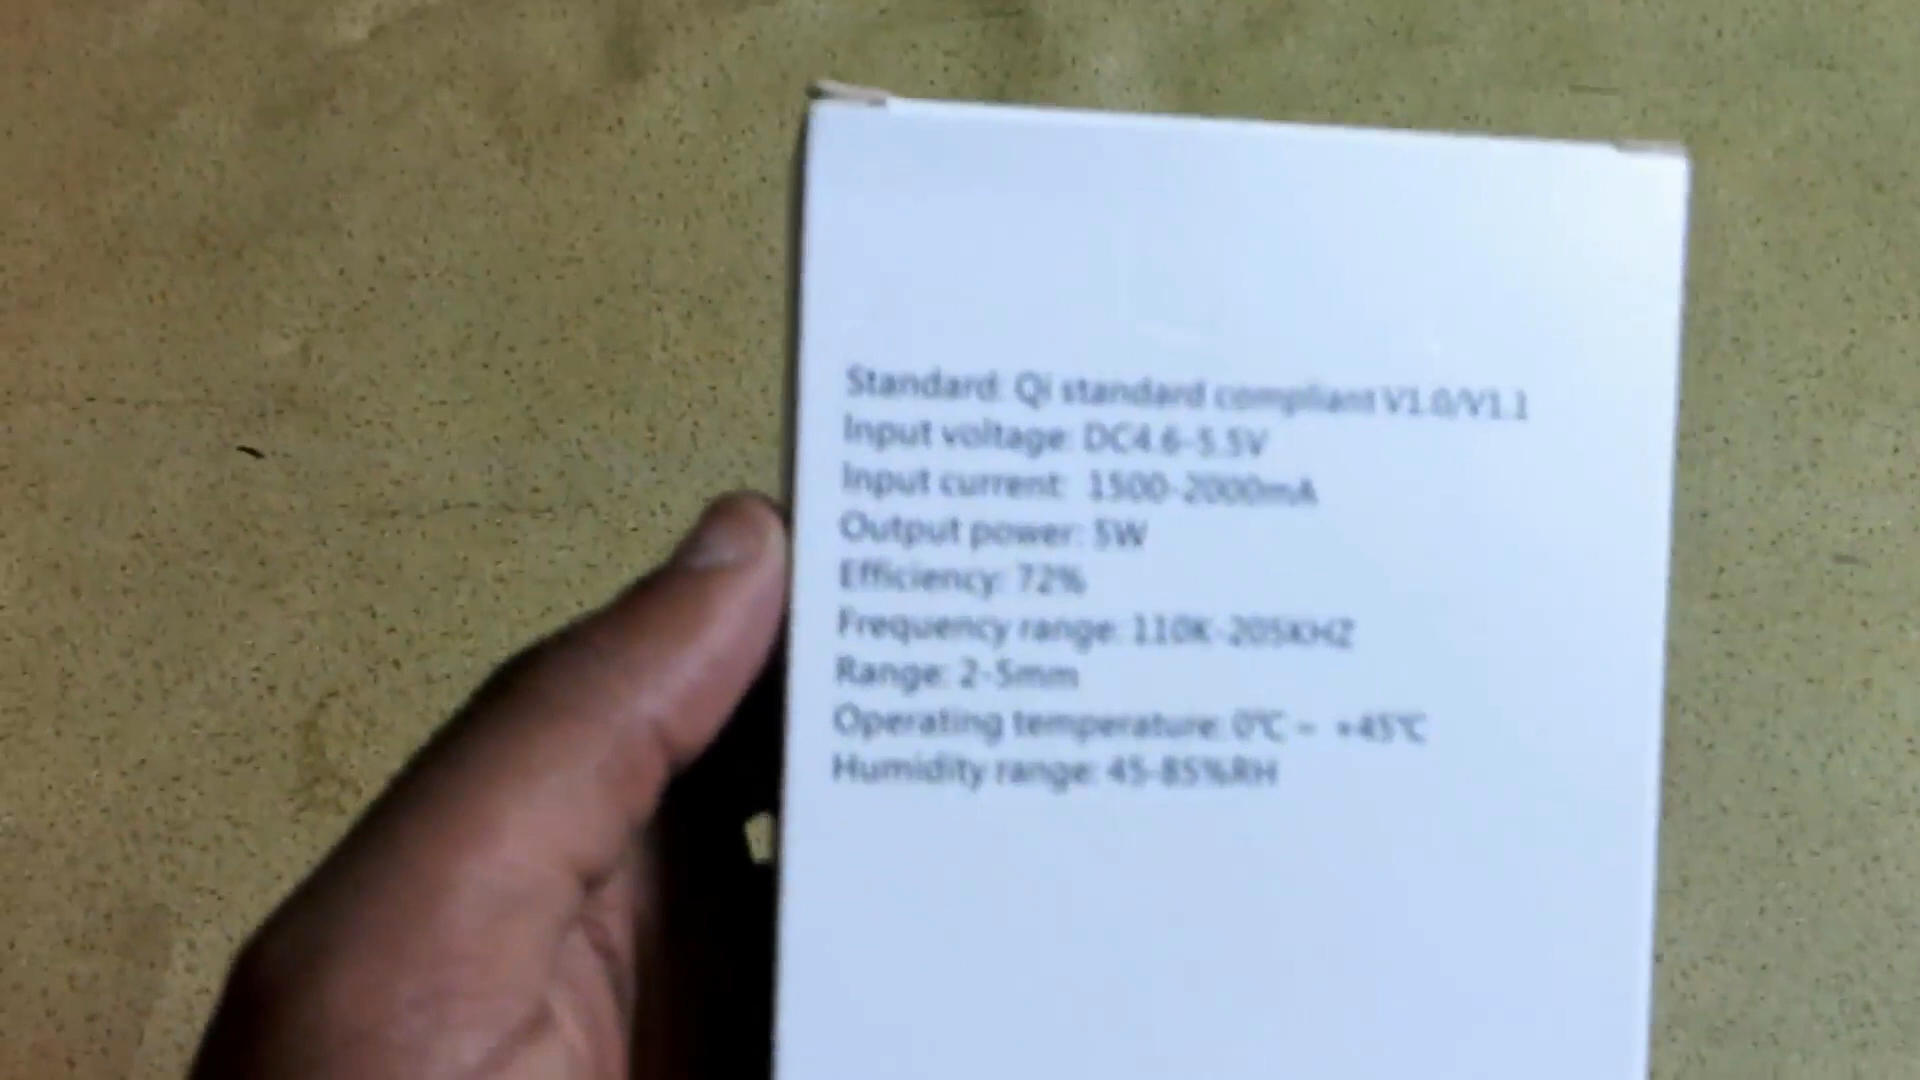 Standard: Qi standard compliant V1.0/V1.1
Input voltage: DC4.6-5.5V
Input current: 1500-2000mA
Output power: 5W
Efficiency: 72%
Frequency range: 110K-205KHZ
Range: 2-5mm
Operating temperature: 0℃ ~ +45℃
Humidity range: 45-85%RH